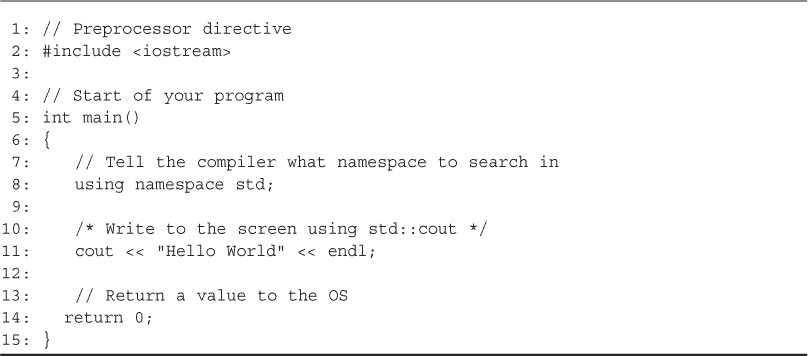 1: // Preprocessor directive
2: #include <iostream>
3:
4: // Start of your program
5: int main()
6: {
7:    // Tell the compiler what namespace to search in
8:    using namespace std;
9:
10:    /* Write to the screen using std::cout */
11:    cout << "Hello World" << endl;
12:
13:    // Return a value to the OS
14:   return 0;
15: }